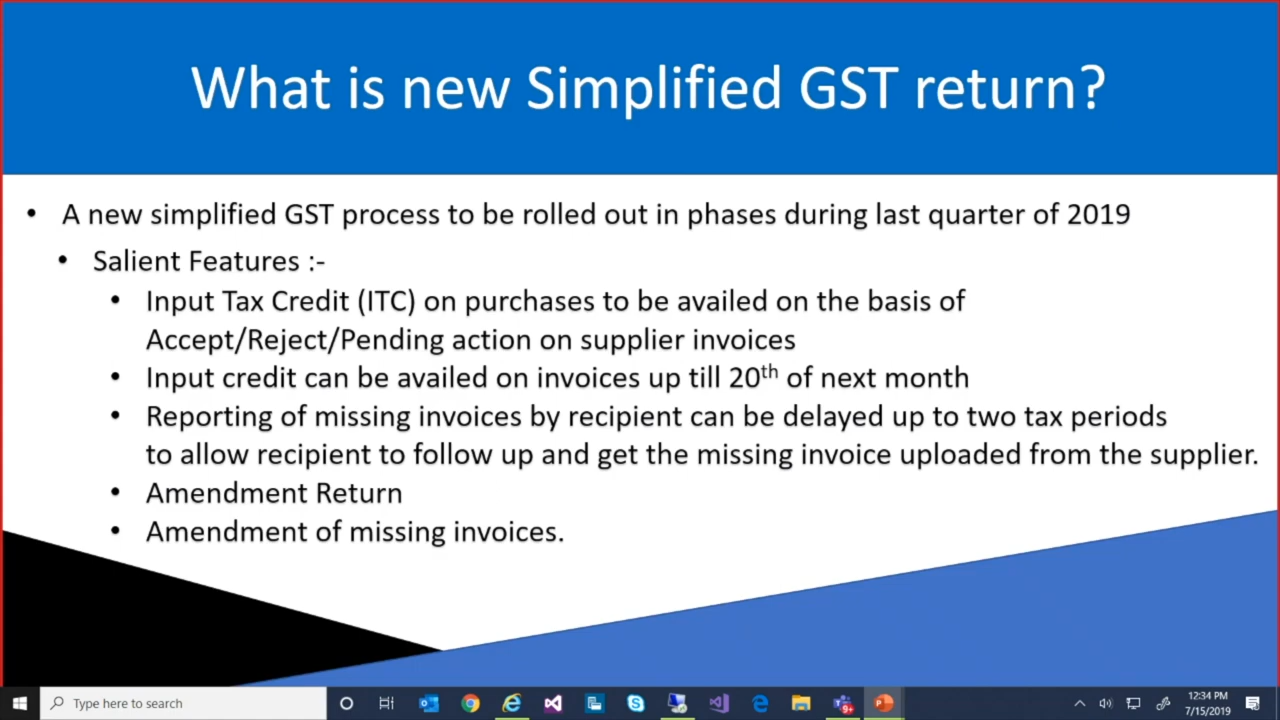 What is new Simplified GST return?
• A new simplified GST process to be rolled out in phases during last quarter of 2019
• Salient Features :-
• Input Tax Credit (ITC) on purchases to be availed on the basis of
Accept/Reject/Pending action on supplier invoices
• Input credit can be availed on invoices up till 20th of next month
• Reporting of missing invoices by recipient can be delayed up to two tax periods
to allow recipient to follow up and get the missing invoice uploaded from the supplier.
• Amendment Return
• Amendment of missing invoices.
Type here to search
12:34 PM
7/15/2019